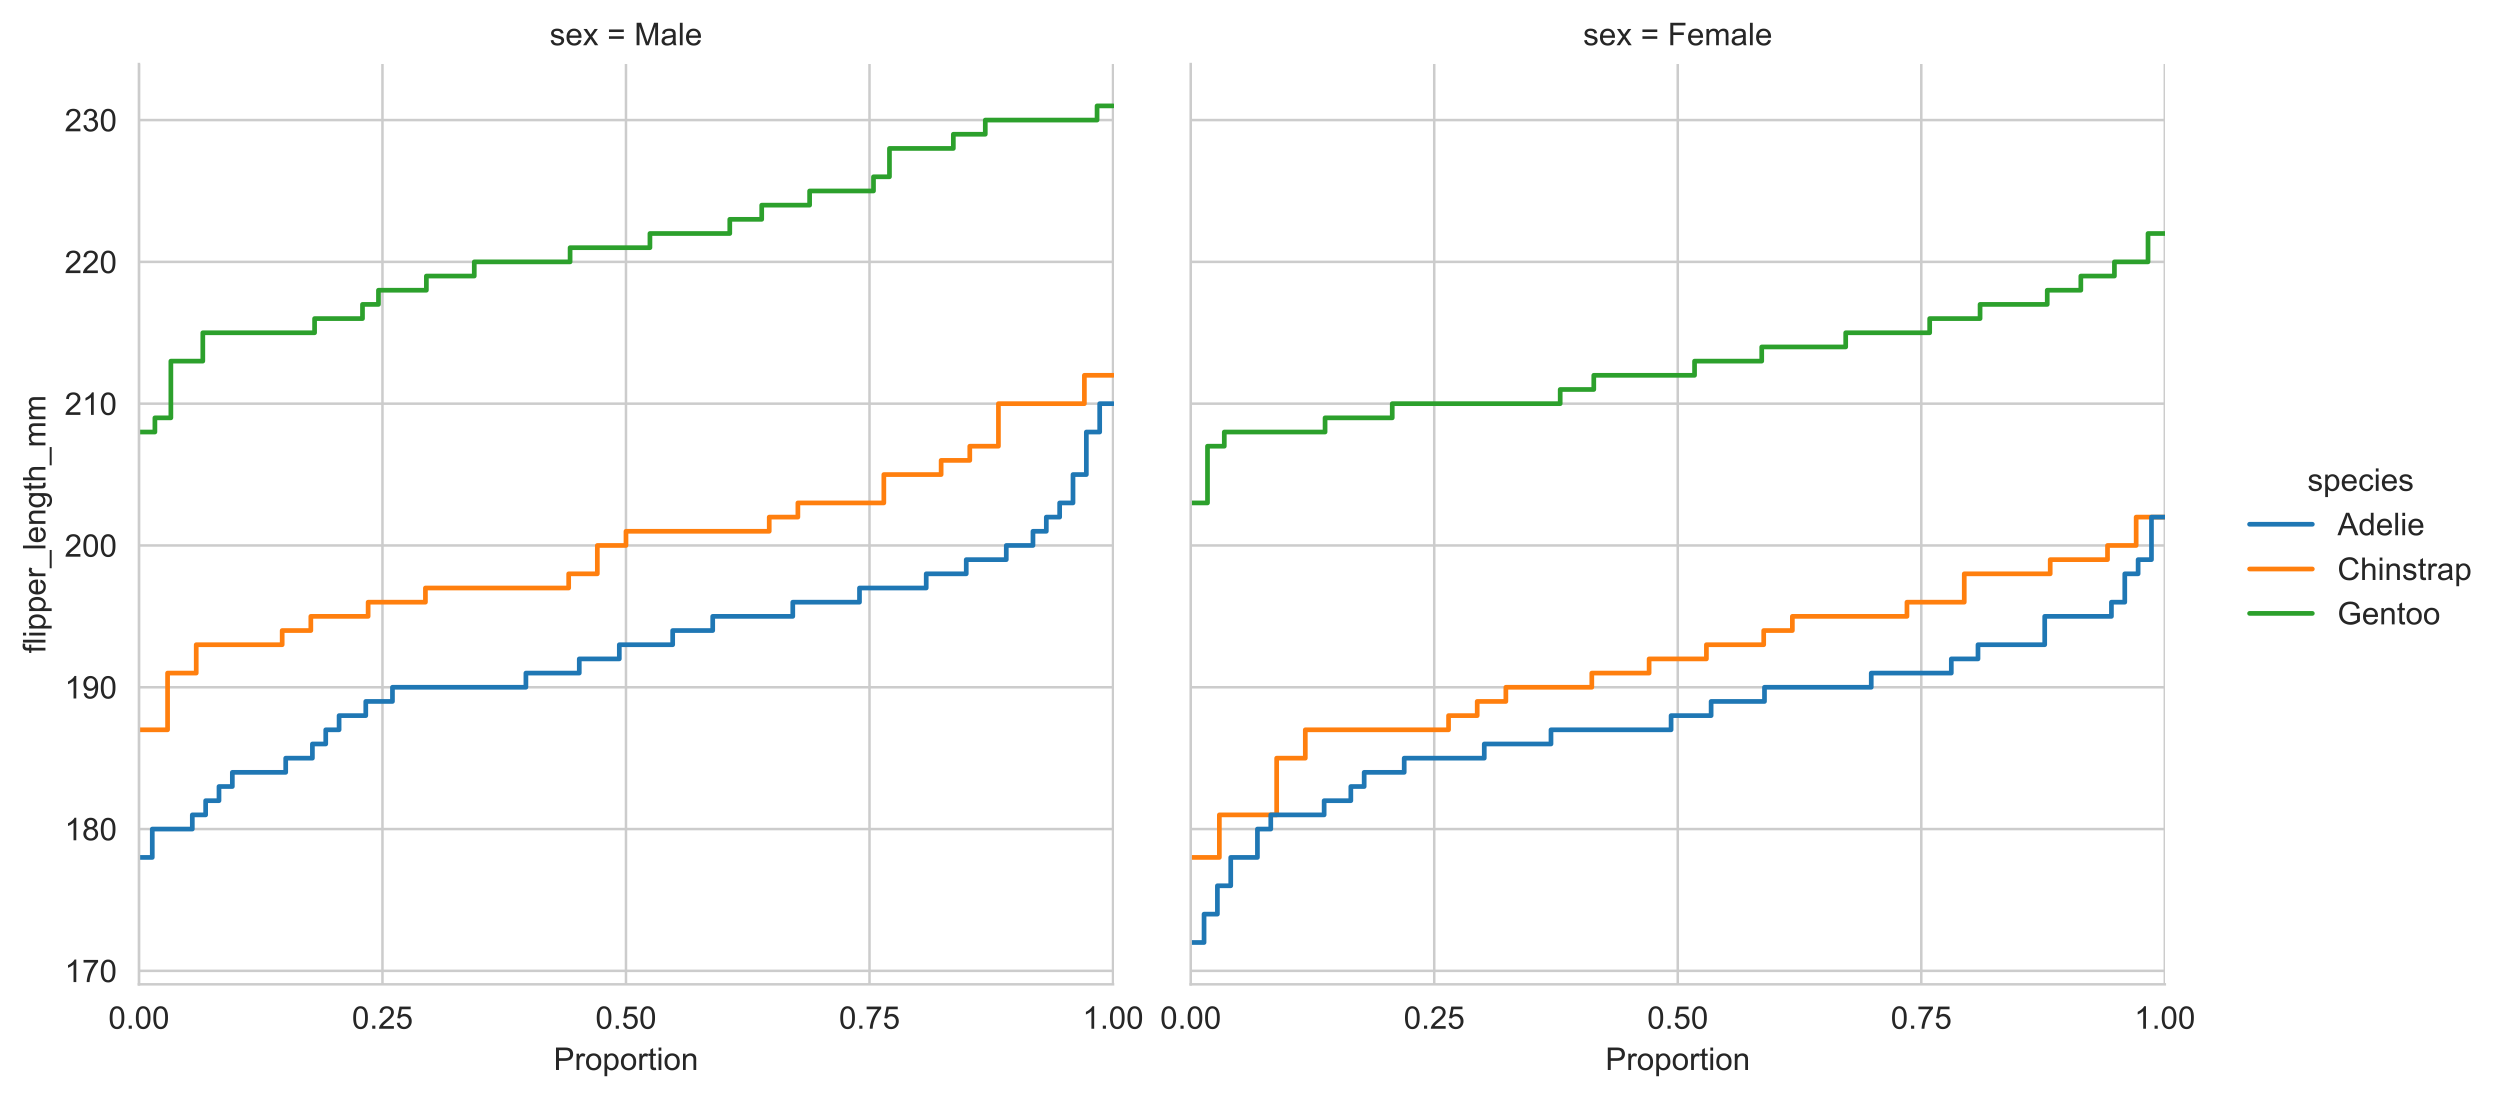 sex = Male
sex = Female
flipper_length_mm
230
220
210
200
190
180
170
0.00 0.25 0.50 0.75 1.00
0.00 0.25 0.50 0.75 1.00
Proportion
Proportion
species
Adelie
Chinstrap
Gentoo